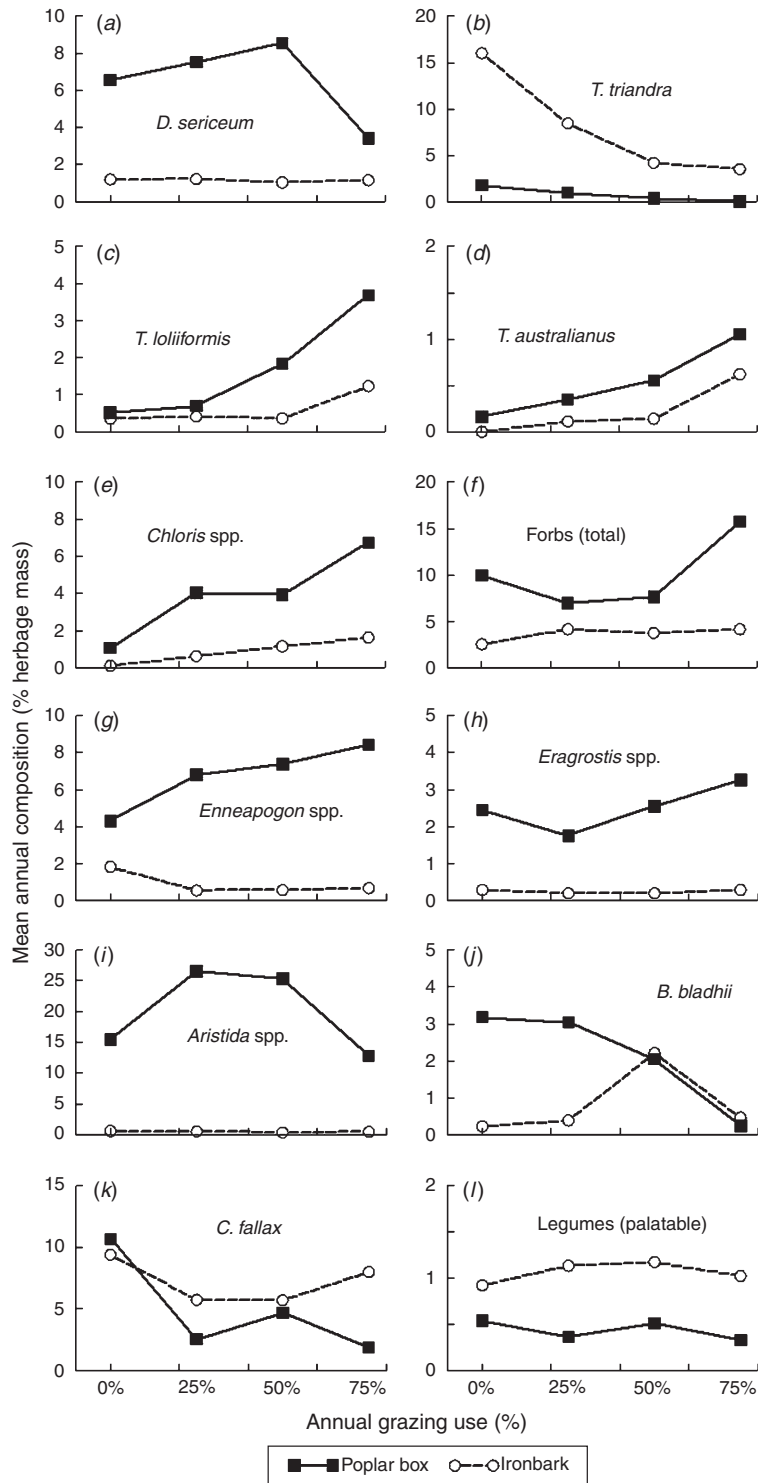 (a)
10
8
6
4
2
0
D. sericeum
(b)
20
15
10
5
0
T. triandra
(c)
5
4
3
2
1
0
T. loliiformis
(d)
2
1
0
T. australianus
(e)
10
8
6
4
2
0
Chloris spp.
(f)
20
15
10
5
0
Forbs (total)
(g)
10
8
6
4
2
0
Enneapogon spp.
(h)
5
4
3
2
1
0
Eragrostis spp.
(i)
30
25
20
15
10
5
0
Aristida spp.
(j)
5
4
3
2
1
0
B. bladhii
(k)
15
10
5
0
C. fallax
(l)
2
1
0
Legumes (palatable)
0% 25% 50% 75%
0% 25% 50% 75%
Mean annual composition (% herbage mass)
Annual grazing use (%)
Poplar box
Ironbark